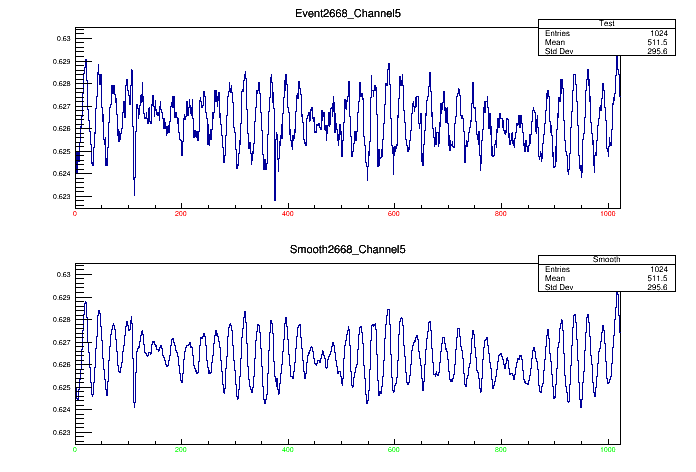 Event2668_Channel5
Test
Entries 1024
Mean 511.5
Std Dev 295.6
0.63
0.629
0.628
0.627
0.626
0.625
0.624
0.623
0 200 400 600 800 1000
Smooth2668_Channel5
Smooth
Entries 1024
Mean 511.5
Std Dev 295.6
0.63
0.629
0.628
0.627
0.626
0.625
0.624
0.623
0 200 400 600 800 1000